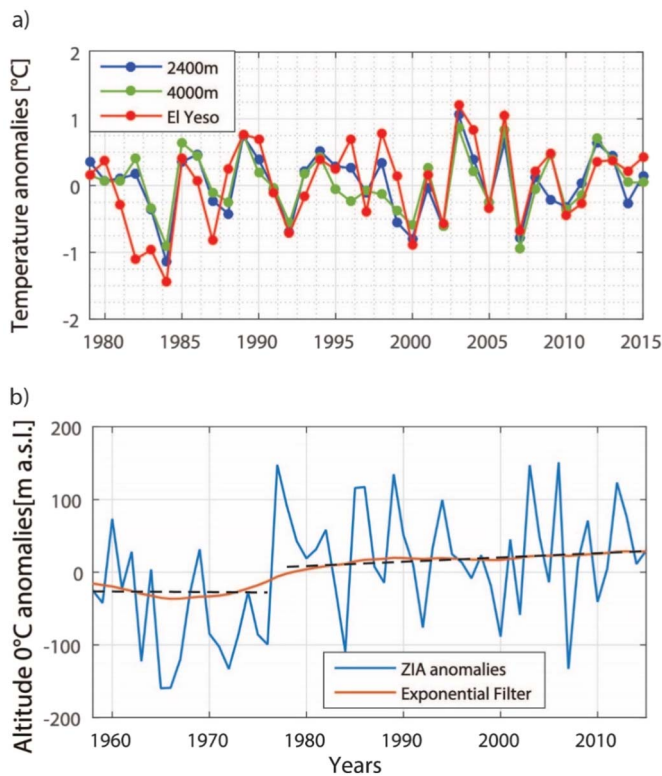 a)
Temperature anomalies [°C]
2
1
0
-1
-2
2400m
4000m
El Yeso
1980 1985 1990 1995 2000 2005 2010 2015
b)
Altitude 0°C anomalies[m a.s.l.]
200
100
0
-100
-200
ZIA anomalies
Exponential Filter
1960 1970 1980 1990 2000 2010
Years